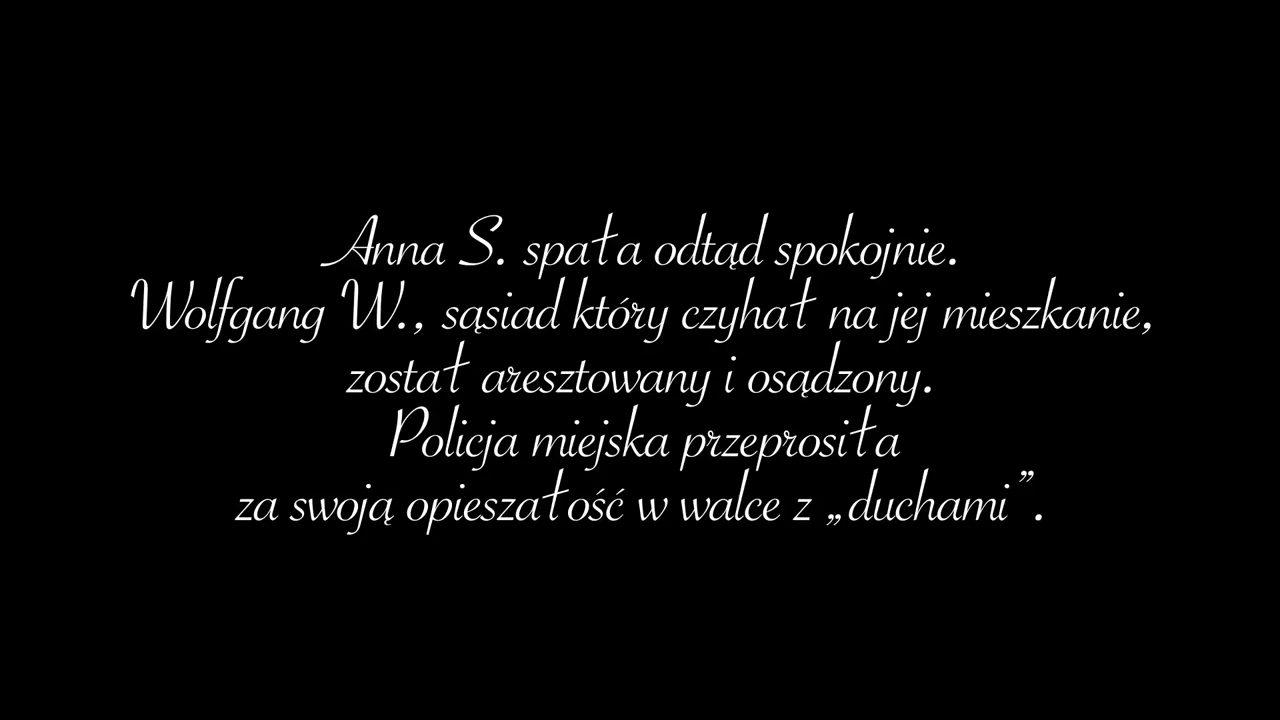 Anna S. spała odtąd spokojnie.
Wolfgang W., sąsiad który czyhał na jej mieszkanie,
został aresztowany i osądzony.
Policja miejska przeprosiła
za swoją opieszałość w walce z „duchami”.